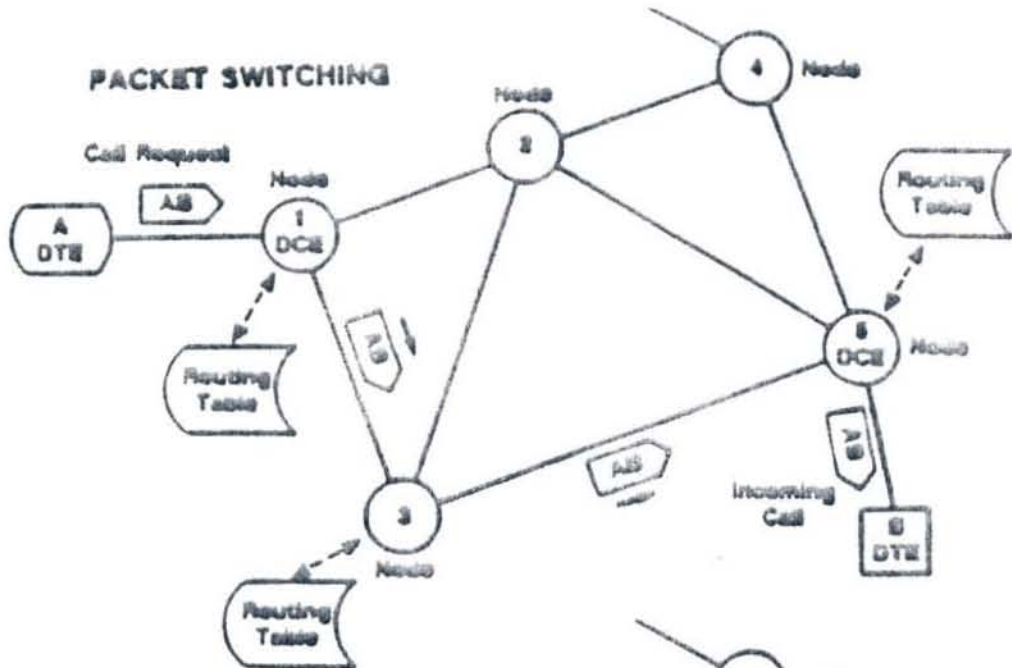 PACKET SWITCHING
Call Request
AB
A
DTE
Node
1
DCE
Routing
Table
AB
Node
2
4
Node
Routing
Table
5
DCE
Node
3
Node
Routing
Table
AB
AB
Incoming
Call
B
DTE